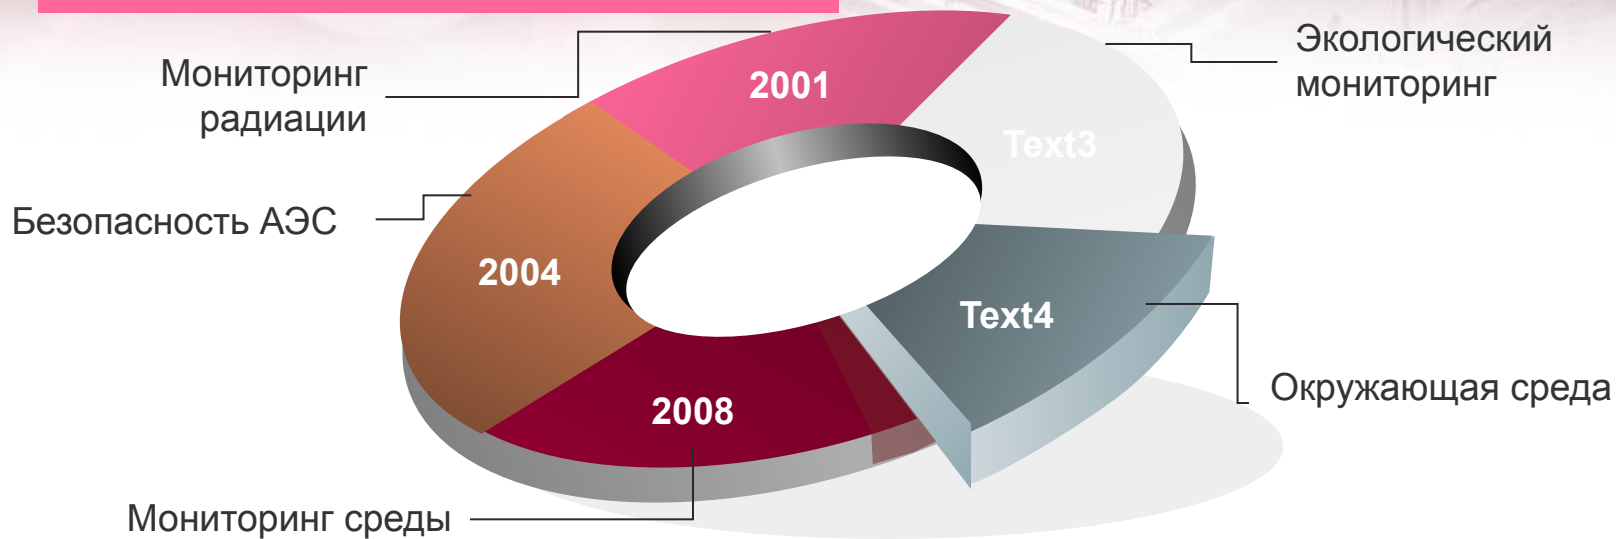 Экологический
мониторинг
Мониторинг
радиации
2001
Text3
Безопасность АЭС
2004
Text4
Окружающая среда
2008
Мониторинг среды